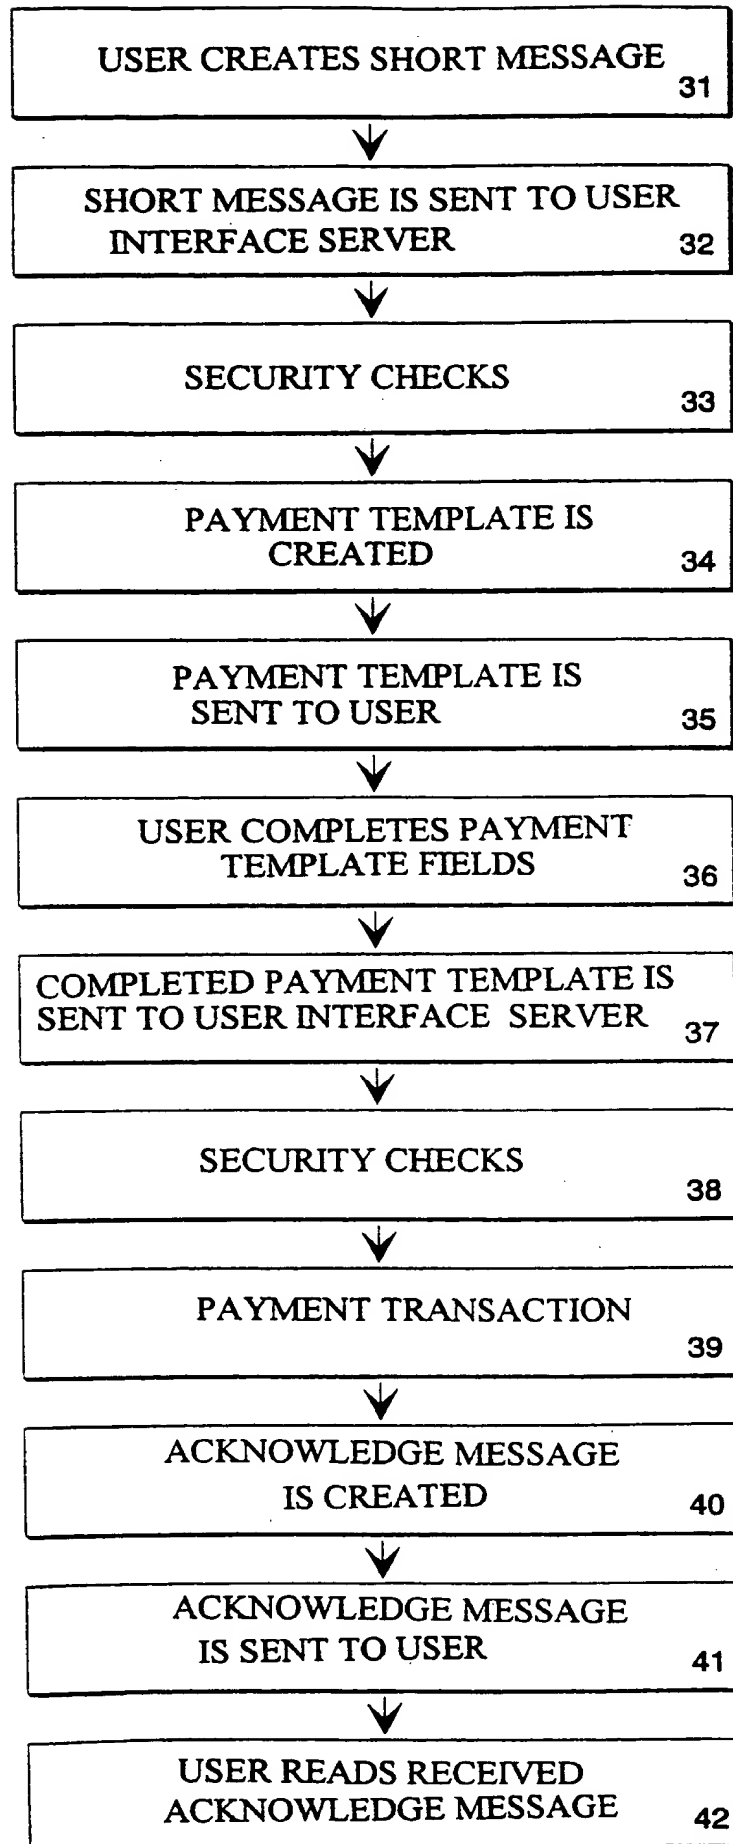 USER CREATES SHORT MESSAGE
31
SHORT MESSAGE IS SENT TO USER
INTERFACE SERVER 32
SECURITY CHECKS
33
PAYMENT TEMPLATE IS
CREATED 34
PAYMENT TEMPLATE IS
SENT TO USER 35
USER COMPLETES PAYMENT
TEMPLATE FIELDS 36
COMPLETED PAYMENT TEMPLATE IS
SENT TO USER INTERFACE SERVER 37
SECURITY CHECKS
38
PAYMENT TRANSACTION
39
ACKNOWLEDGE MESSAGE
IS CREATED 40
ACKNOWLEDGE MESSAGE
IS SENT TO USER 41
USER READS RECEIVED
ACKNOWLEDGE MESSAGE 42